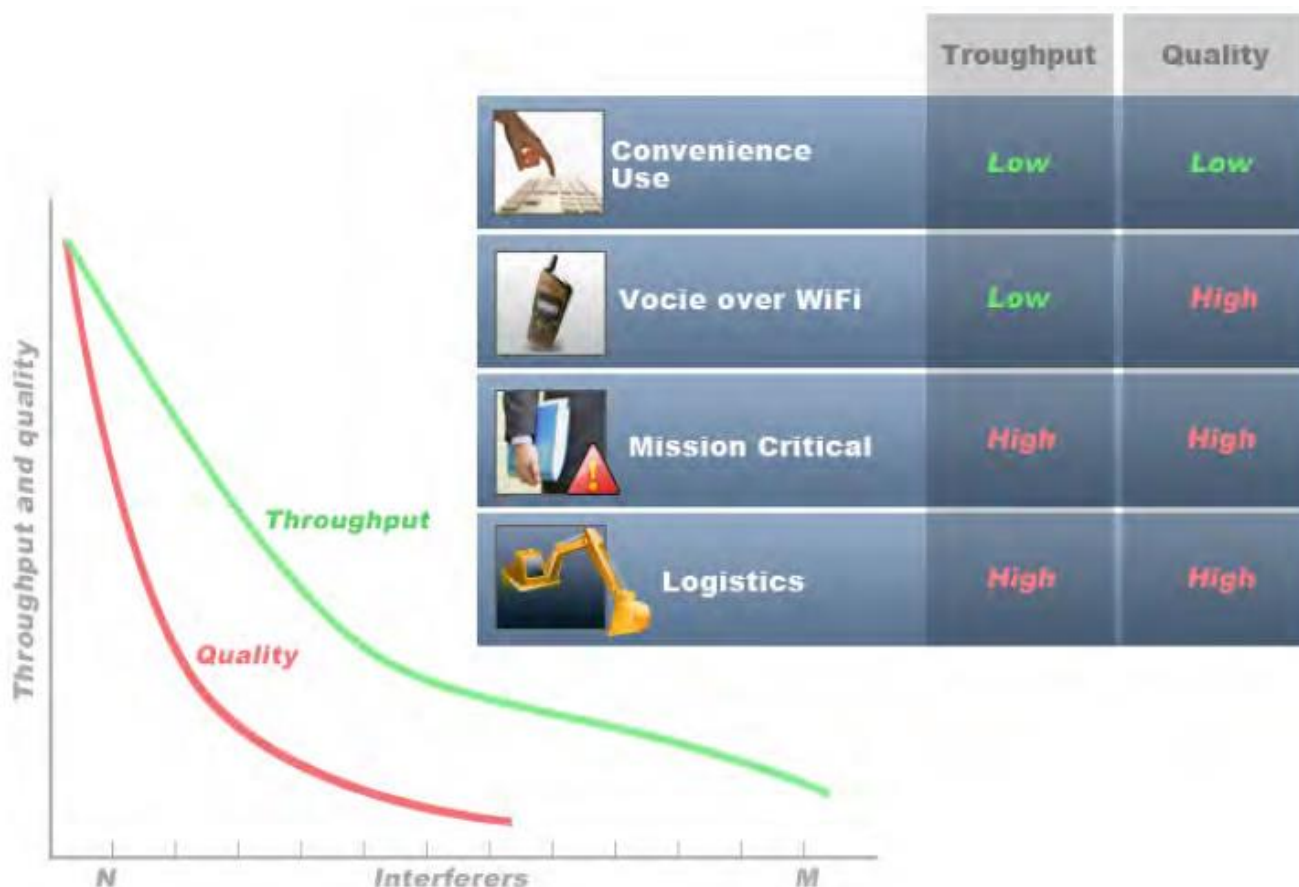 Troughput Quality
Convenience
Use
Low Low
Vocie over WiFi Low High
Mission Critical High High
Logistics High High
Throughput and quality
Throughput
Quality
N Interferers M